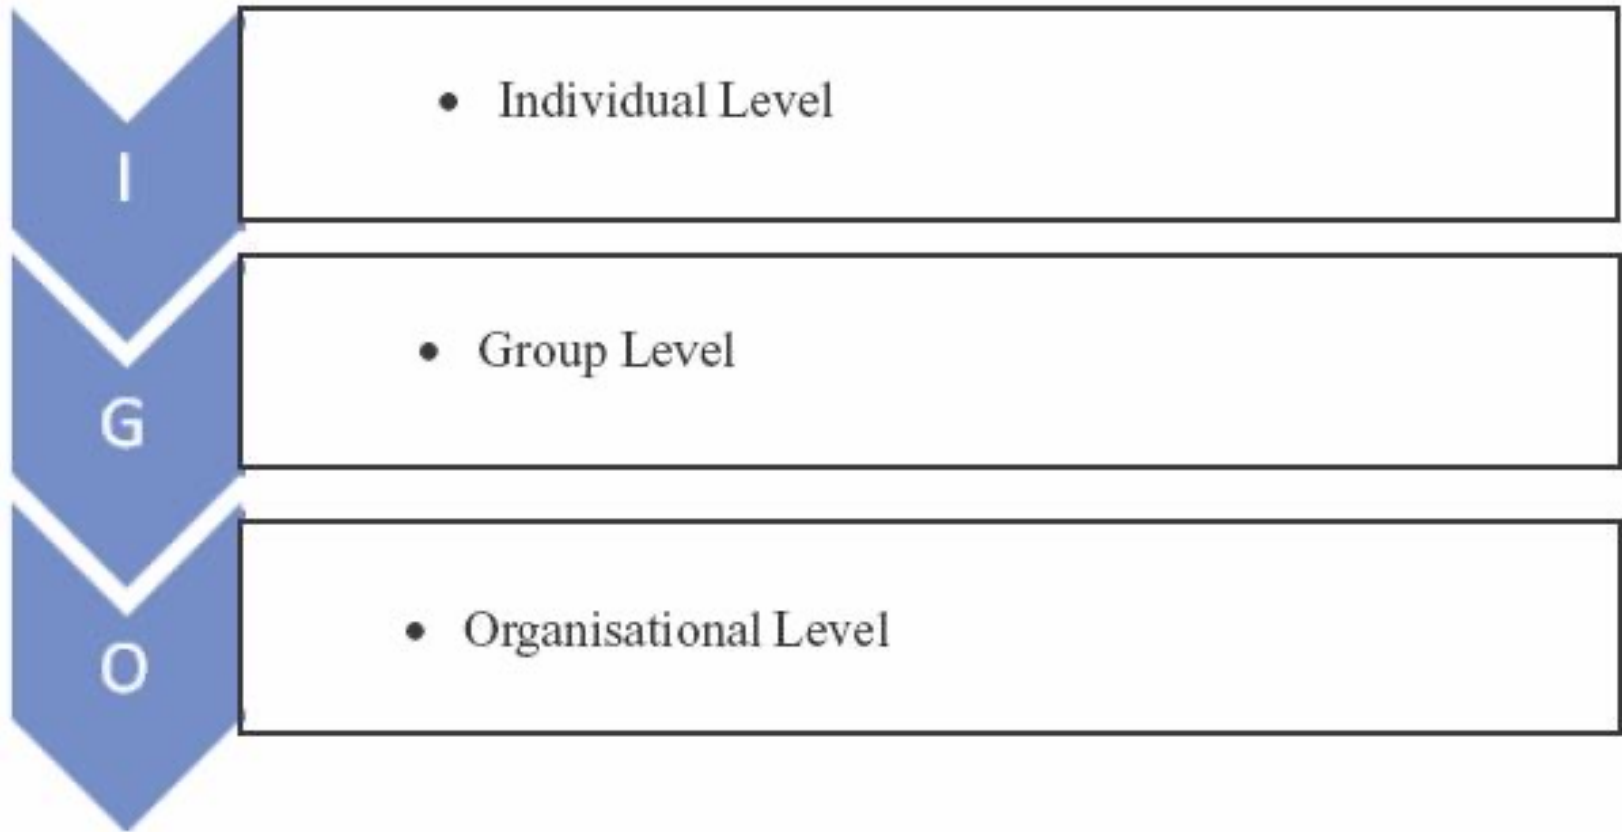 I
• Individual Level
G
• Group Level
O
• Organisational Level